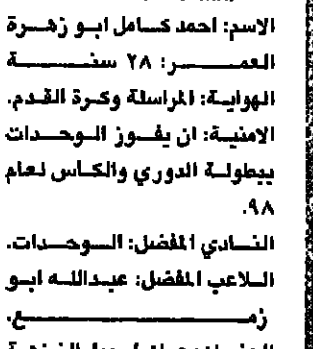 الاسم: احمد كامل ابو زهرة
العمر: ٢٨ سنة
الهواية: المراسلة وكرة القدم.
الامنية: ان يفوز الوحدات
ببطولة الدوري والكاس لعام
٩٨.
النادي المفضل: الوحدات.
اللاعب المفضل: عبدالله ابو
زمع.